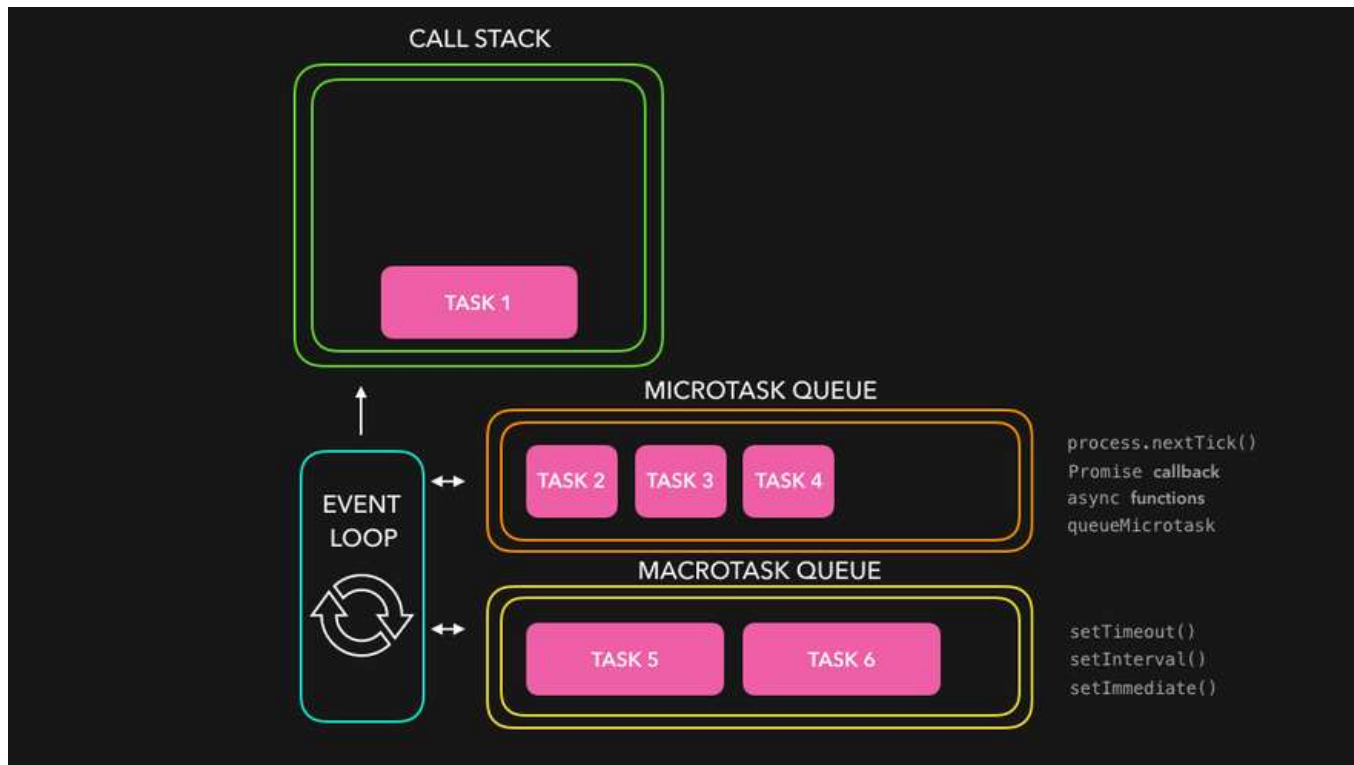 CALL STACK
TASK 1
MICROTASK QUEUE
TASK 2
TASK 3
TASK 4
process.nextTick()
Promise callback
async functions
queueMicrotask
EVENT
LOOP
MACROTASK QUEUE
TASK 5
TASK 6
setTimeout()
setInterval()
setImmediate()